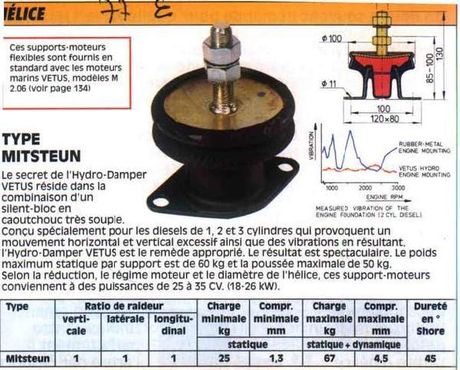 HÉLICE
77 E
Ces supports-moteurs
flexibles sont fournis en
standard avec les moteurs
marins VETUS, modèles M
2.06 (voir page 134)
Ø 100
130
85-100
Ø 11
100
120×80
TYPE
MITSTEUN
VIBRATION
RUBBER-METAL
ENGINE MOUNTING
VETUS HYDRO
ENGINE MOUNTING
1000 2000 3000
ENGINE RPM
MEASURED VIBRATION OF THE
ENGINE FOUNDATION (2 CYL. DIESEL)
Le secret de l'Hydro-Damper
VETUS réside dans la
combinaison d'un
silent-bloc en
caoutchouc très souple.
Conçu spécialement pour les diesels de 1, 2 et 3 cylindres qui provoquent un
mouvement horizontal et vertical excessif ainsi que des vibrations en résultant,
l'Hydro-Damper VETUS est le remède approprié. Le résultat est spectaculaire. Le poids
maximum statique par support est de 60 kg et la poussée maximale de 50 kg.
Selon la réduction, le régime moteur et le diamètre de l'hélice, ces support-moteurs
conviennent à des puissances de 25 à 35 CV. (18-26 kW).
Type Ratio de raideur Charge Compr. Charge Compr. Dureté
verti- latérale longitu- minimale minimale maximale maximale en °
cale dinal kg mm kg mm Shore
statique statique + dynamique
Mitsteun 1 1 1 25 1,3 67 4,5 45